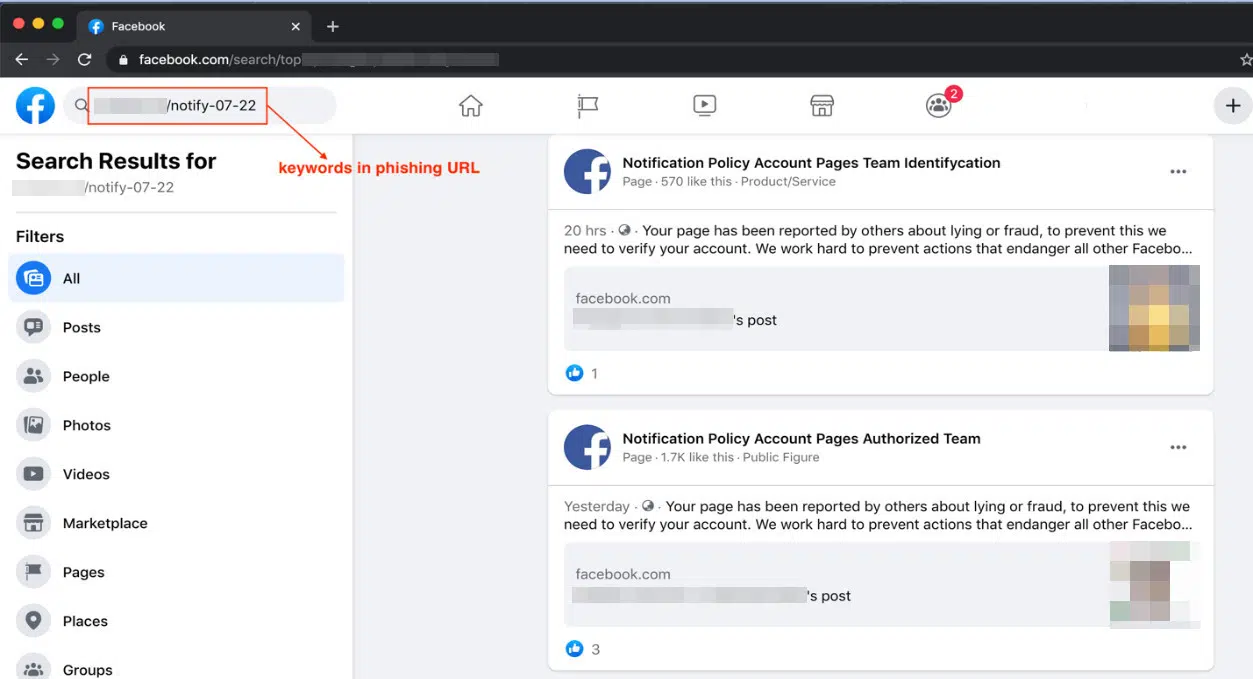 Facebook
facebook.com/search/top
/notify-07-22
keywords in phishing URL
2
Search Results for
/notify-07-22
Filters
All
Posts
People
Photos
Videos
Marketplace
Pages
Places
Groups
Notification Policy Account Pages Team Identifycation
Page · 570 like this · Product/Service
20 hrs · · Your page has been reported by others about lying or fraud, to prevent this we
need to verify your account. We work hard to prevent actions that endanger all other Facebo...
facebook.com
's post
1
Notification Policy Account Pages Authorized Team
Page · 1.7K like this · Public Figure
Yesterday · · Your page has been reported by others about lying or fraud, to prevent this we
need to verify your account. We work hard to prevent actions that endanger all other Facebo...
facebook.com
's post
3